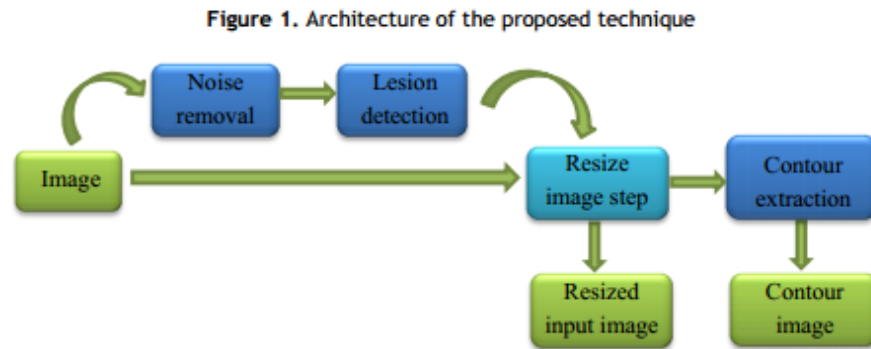 Figure 1. Architecture of the proposed technique
Noise
removal
Lesion
detection
Image
Resize
image step
Contour
extraction
Resized
input image
Contour
image